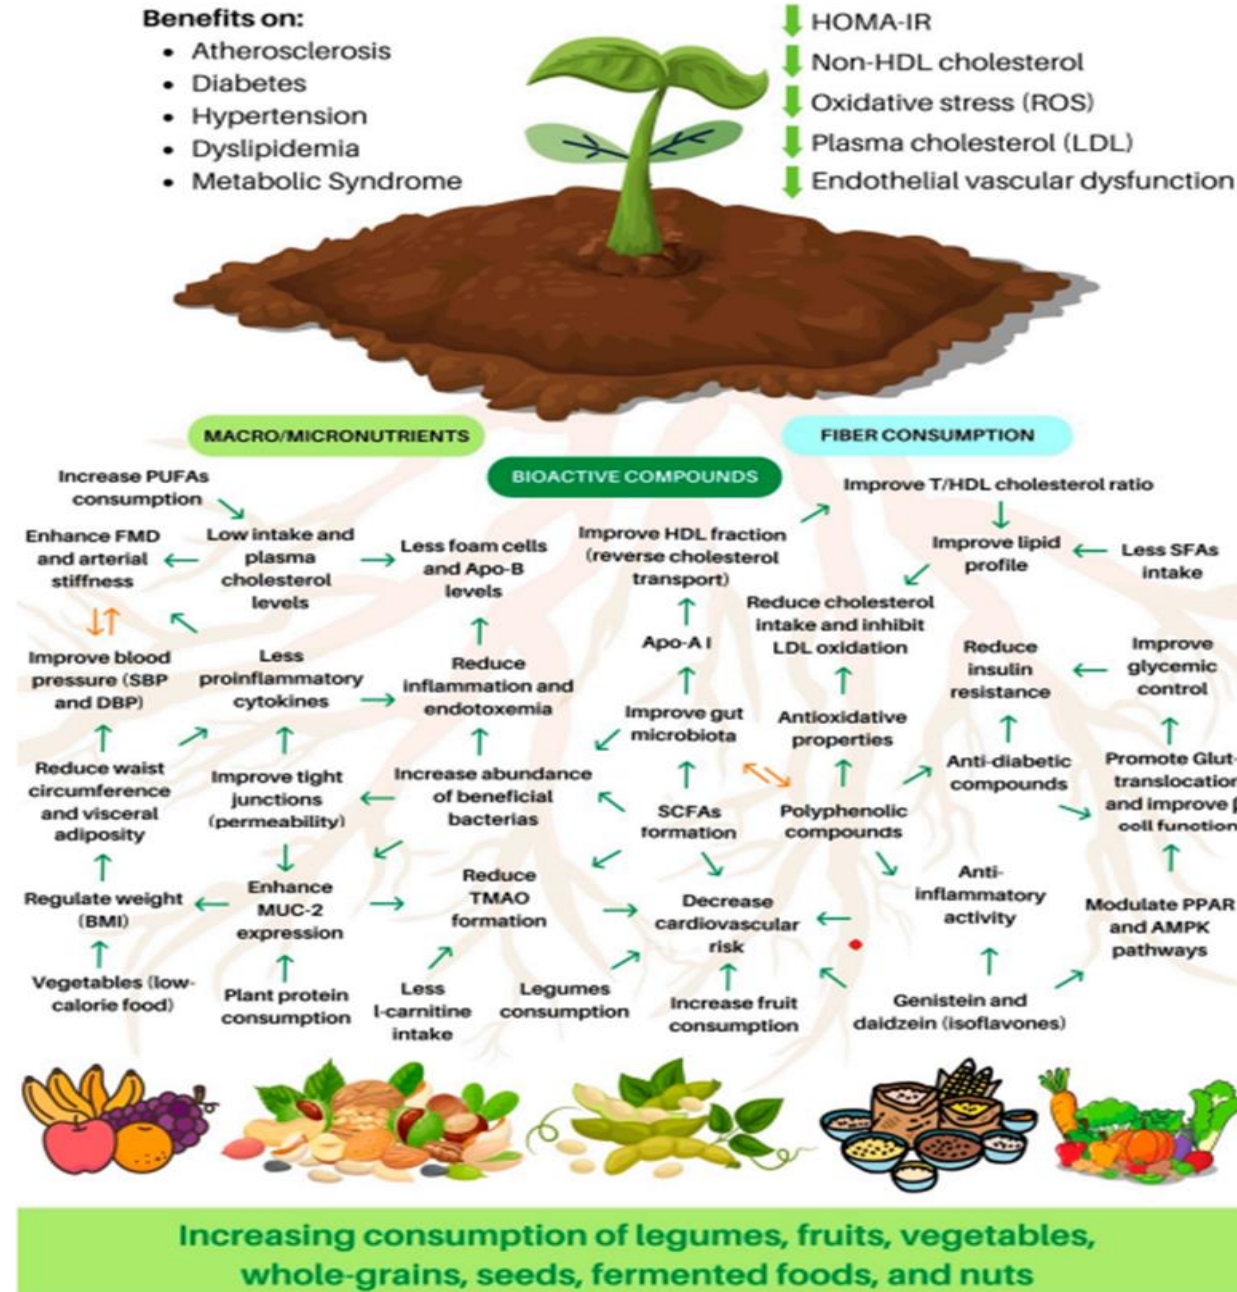 Benefits on:
• Atherosclerosis
• Diabetes
• Hypertension
• Dyslipidemia
• Metabolic Syndrome
HOMA-IR
Non-HDL cholesterol
Oxidative stress (ROS)
Plasma cholesterol (LDL)
Endothelial vascular dysfunction
MACRO/MICRONUTRIENTS
BIOACTIVE COMPOUNDS
FIBER CONSUMPTION
Increase PUFAs
consumption
Enhance FMD
and arterial
stiffness
Low intake and
plasma
cholesterol
levels
Less foam cells
and Apo-B
levels
Improve HDL fraction
(reverse cholesterol
transport)
Improve T/HDL cholesterol ratio
Improve lipid
profile
Less SFAs
intake
Reduce cholesterol
intake and inhibit
LDL oxidation
Improve blood
pressure (SBP
and DBP)
Less
proinflammatory
cytokines
Reduce
inflammation and
endotoxemia
Apo-A I
Reduce
insulin
resistance
Improve
glycemic
control
Improve gut
microbiota
Antioxidative
properties
Reduce waist
circumference
and visceral
adiposity
Improve tight
junctions
(permeability)
Increase abundance
of beneficial
bacterias
SCFAs
formation
Polyphenolic
compounds
Anti-diabetic
compounds
Promote Glut-
translocation
and improve β
cell function
Regulate weight
(BMI)
Enhance
MUC-2
expression
Reduce
TMAO
formation
Decrease
cardiovascular
risk
Anti-
inflammatory
activity
Modulate PPAR
and AMPK
pathways
Vegetables (low-
calorie food)
Plant protein
consumption
Less
l-carnitine
intake
Legumes
consumption
Increase fruit
consumption
Genistein and
daidzein (isoflavones)
Increasing consumption of legumes, fruits, vegetables,
whole-grains, seeds, fermented foods, and nuts